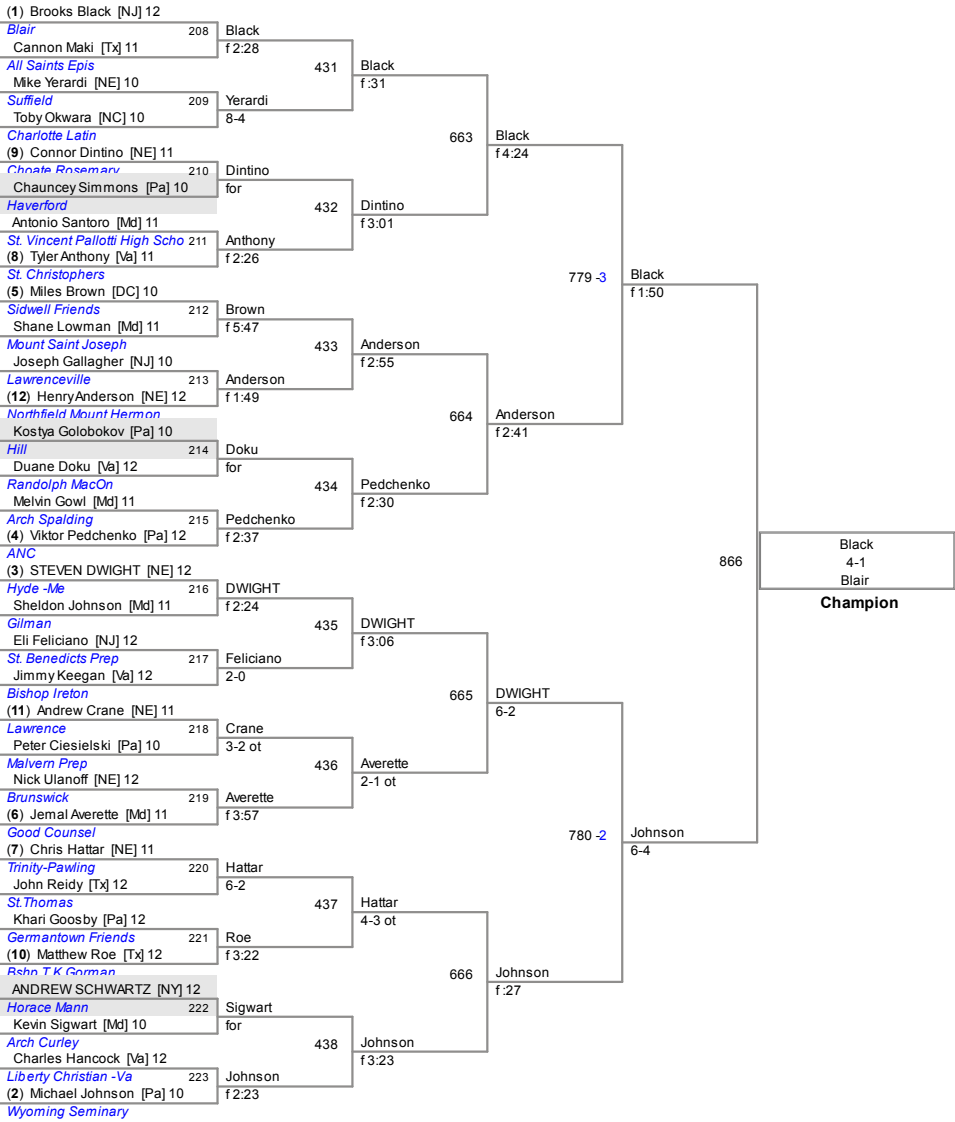 (1) Brooks Black [NJ] 12
Blair 208 Black
Cannon Maki [Tx] 11 f 2:28
All Saints Epis 431 Black
Mike Yerardi [NE] 10 f :31
Suffield 209 Yerardi
Toby Okwara [NC] 10 8-4
Charlotte Latin 663 Black
(9) Connor Dintino [NE] 11 f 4:24
Choate Rosemary 210 Dintino
Chauncey Simmons [Pa] 10 for
Haverford 432 Dintino
Antonio Santoro [Md] 11 f 3:01
St. Vincent Pallotti High Scho 211 Anthony
(8) Tyler Anthony [Va] 11 f 2:26
St. Christophers 779 -3 Black
(5) Miles Brown [DC] 10 f 1:50
Sidwell Friends 212 Brown
Shane Lowman [Md] 11 f 5:47
Mount Saint Joseph 433 Anderson
Joseph Gallagher [NJ] 10 f 2:55
Lawrenceville 213 Anderson
(12) Henry Anderson [NE] 12 f 1:49
Northfield Mount Hermon 664 Anderson
Kostya Golobokov [Pa] 10 f 2:41
Hill 214 Doku
Duane Doku [Va] 12 for
Randolph MacOn 434 Pedchenko
Melvin Gowl [Md] 11 f 2:30
Arch Spalding 215 Pedchenko
(4) Viktor Pedchenko [Pa] 12 f 2:37
ANC 866 Black
4-1
(3) STEVEN DWIGHT [NE] 12 Blair
Champion
Hyde -Me 216 DWIGHT
Sheldon Johnson [Md] 11 f 2:24
Gilman 435 DWIGHT
Eli Feliciano [NJ] 12 f 3:06
St. Benedicts Prep 217 Feliciano
Jimmy Keegan [Va] 12 2-0
Bishop Ireton 665 DWIGHT
(11) Andrew Crane [NE] 11 6-2
Lawrence 218 Crane
Peter Ciesielski [Pa] 10 3-2 ot
Malvern Prep 436 Averette
Nick Ulanoff [NE] 12 2-1 ot
Brunswick 219 Averette
(6) Jemal Averette [Md] 11 f 3:57
Good Counsel 780 -2 Johnson
(7) Chris Hattar [NE] 11 6-4
Trinity-Pawling 220 Hattar
John Reidy [Tx] 12 6-2
St.Thomas 437 Hattar
Khari Goosby [Pa] 12 4-3 ot
Germantown Friends 221 Roe
(10) Matthew Roe [Tx] 12 f 3:22
Bshp T K Gorman 666 Johnson
ANDREW SCHWARTZ [NY] 12 f :27
Horace Mann 222 Sigwart
Kevin Sigwart [Md] 10 for
Arch Curley 438 Johnson
Charles Hancock [Va] 12 f 3:23
Liberty Christian -Va 223 Johnson
(2) Michael Johnson [Pa] 10 f 2:23
Wyoming Seminary